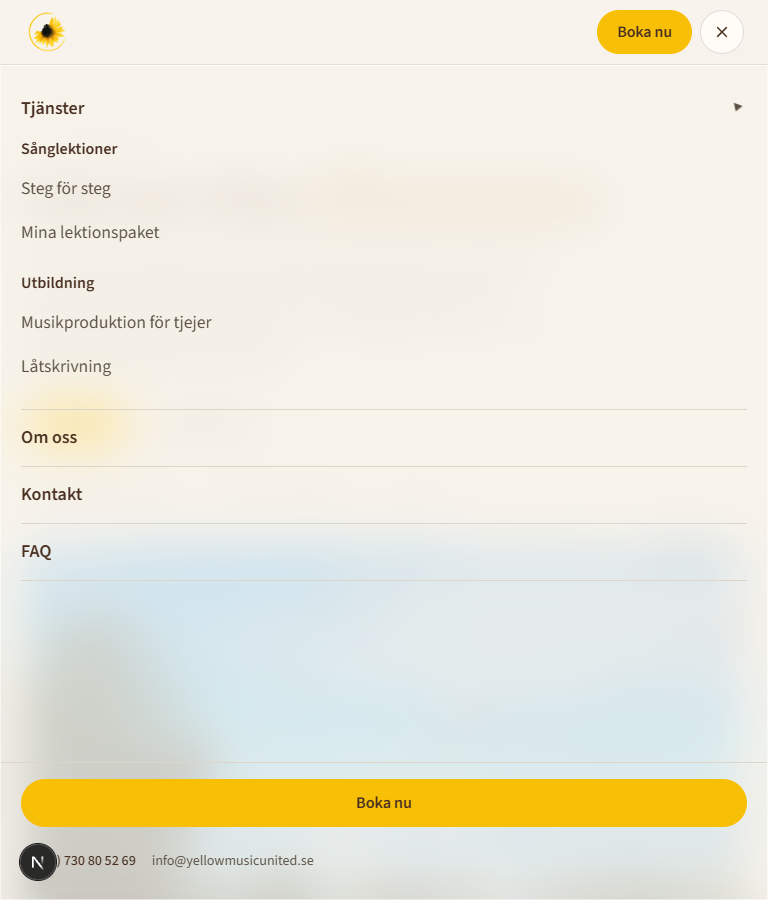 Boka nu
Tjänster
Sånglektioner
Steg för steg
Mina lektionspaket
Utbildning
Musikproduktion för tjejer
Låtskrivning
Om oss
Kontakt
FAQ
Boka nu
N ) 730 80 52 69 info@yellowmusicunited.se